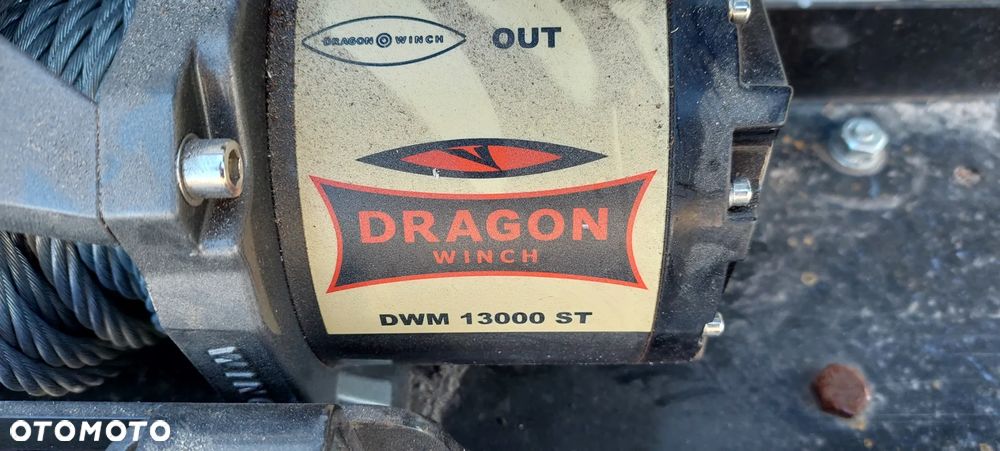 DRAGON WINCH
OUT
DRAGON
WINCH
DWM 13000 ST
OTOMOTO